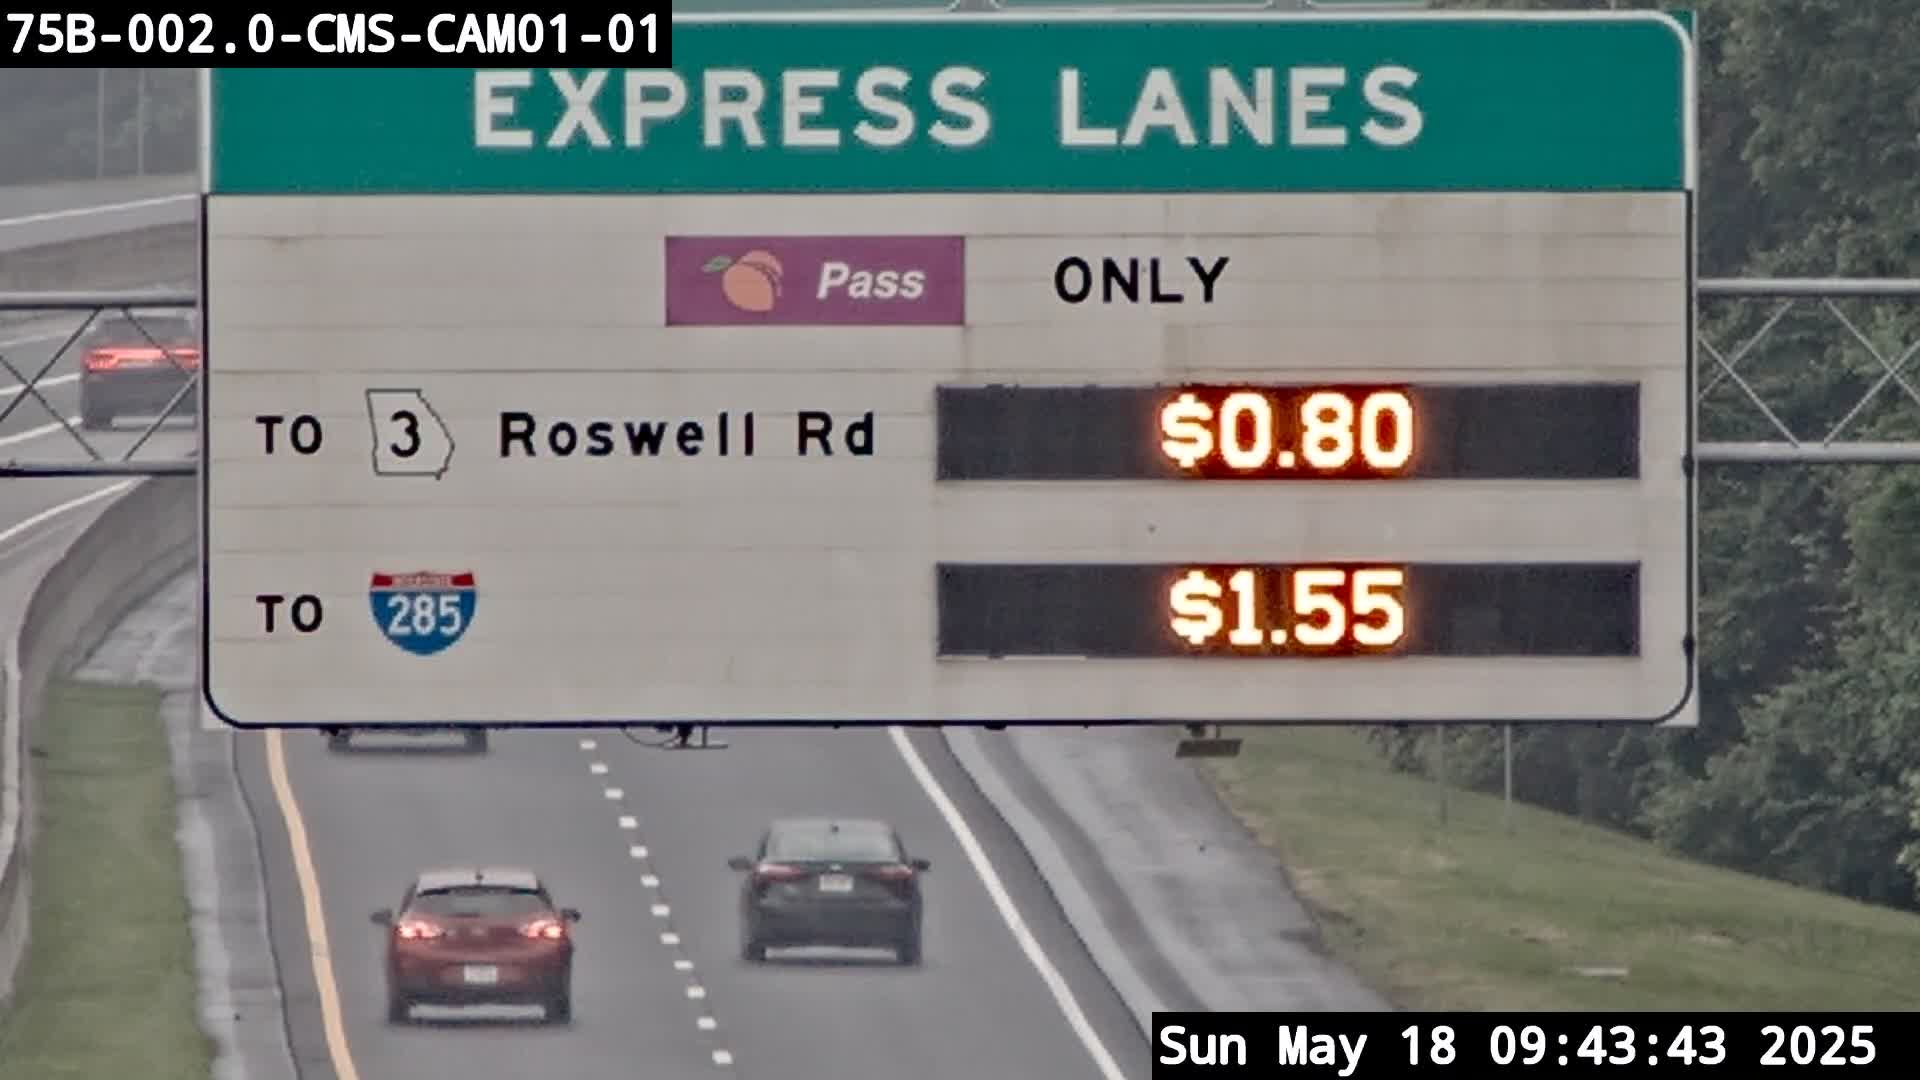 75B-002.0-CMS-CAM01-01
EXPRESS LANES
Pass ONLY
TO 3 Roswell Rd $0.80
INTERSTATE
TO 285 $1.55
Sun May 18 09:43:43 2025